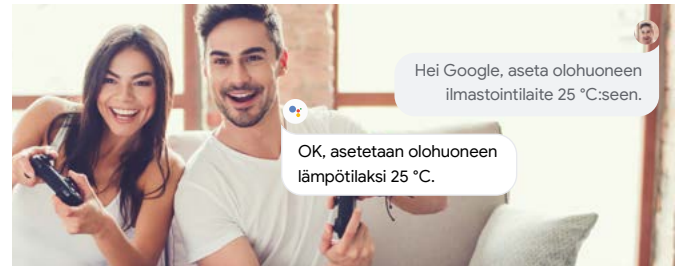 Hei Google, aseta olohuoneen
ilmastointilaite 25 °C:seen.
OK, asetetaan olohuoneen
lämpötilaksi 25 °C.